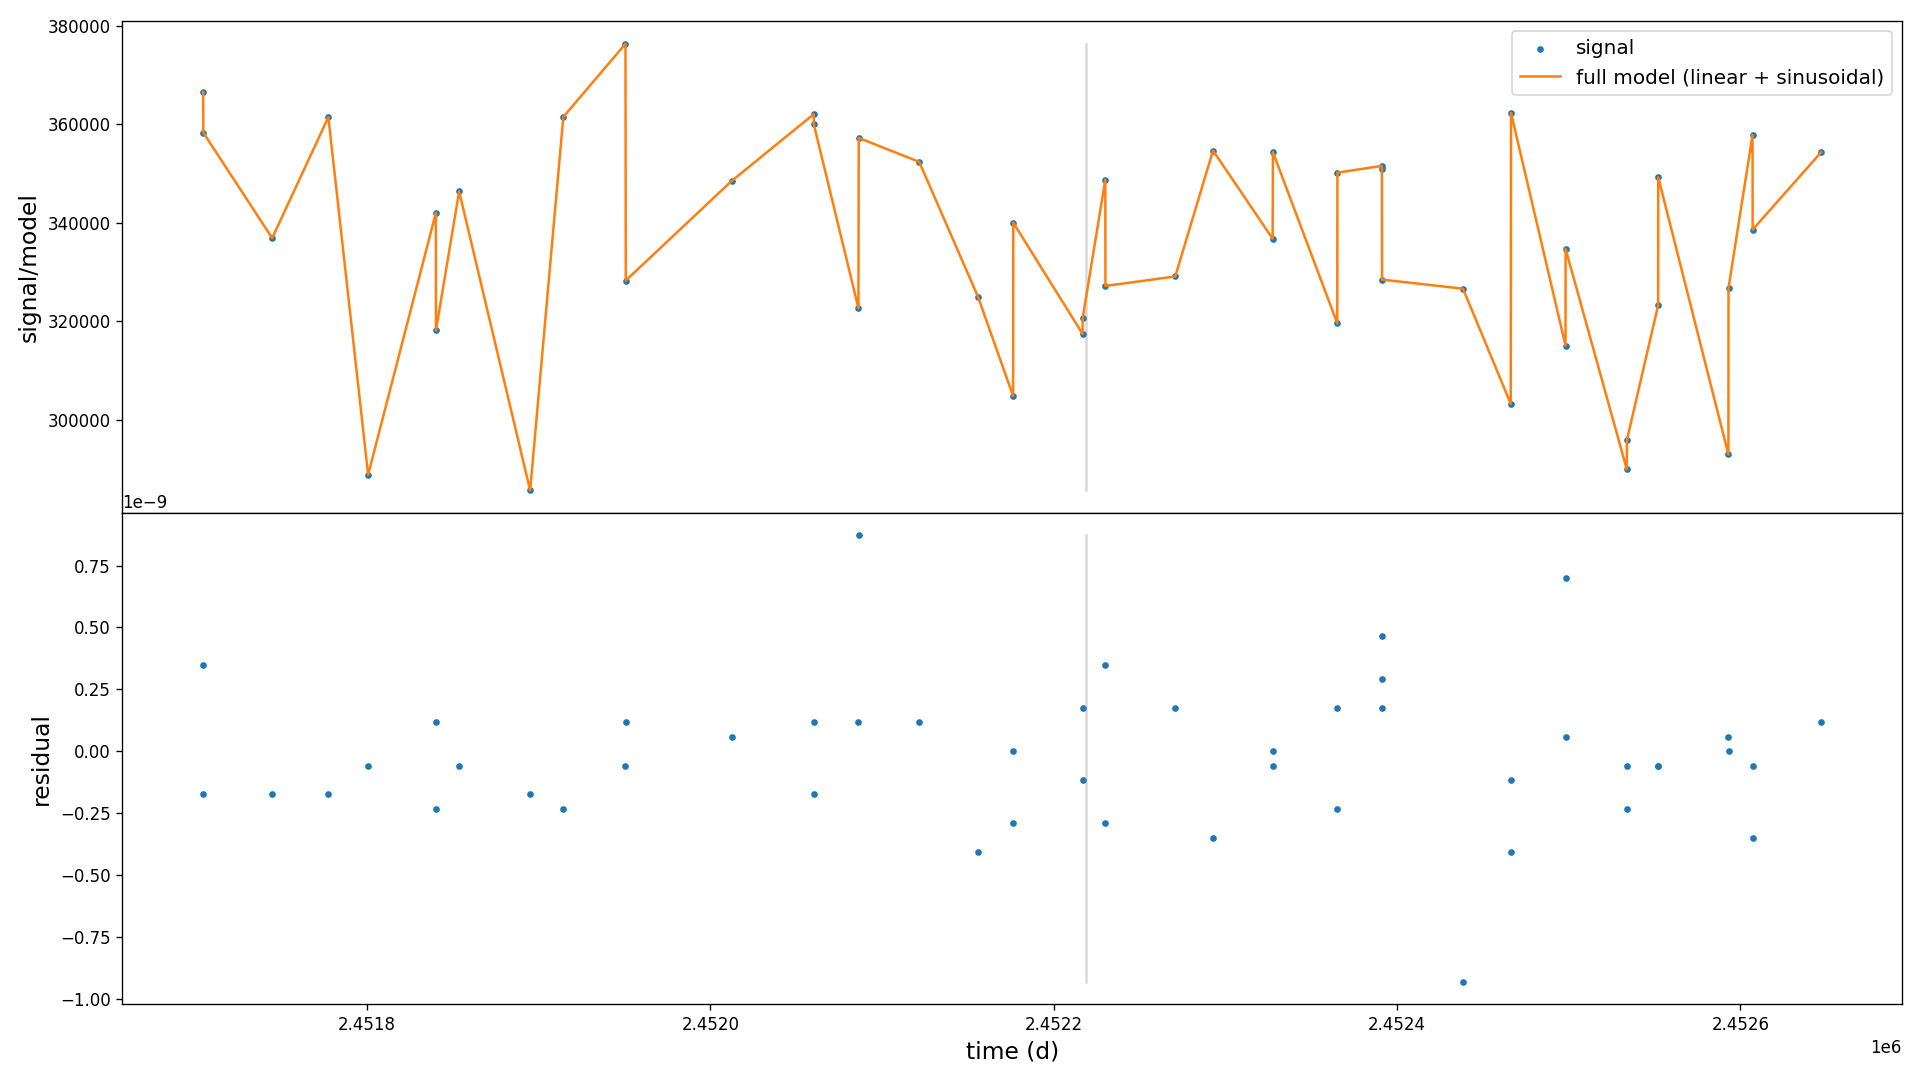 380000
360000
340000
320000
300000
signal/model
signal
full model (linear + sinusoidal)
1e−9
0.75
0.50
0.25
0.00
−0.25
−0.50
−0.75
−1.00
residual
2.4518
2.4520
2.4522
2.4524
2.4526
1e6
time (d)